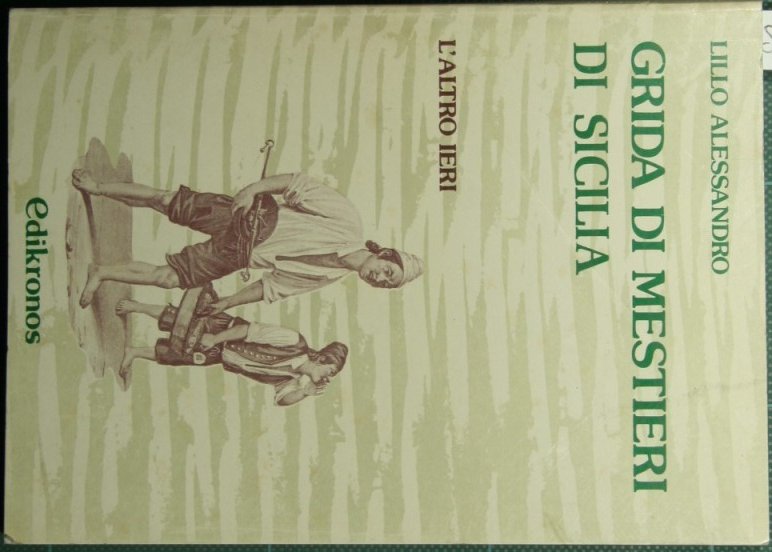 LILLO ALESSANDRO
GRIDA DI MESTIERI
DI SICILIA
L'ALTRO IERI
edikronos